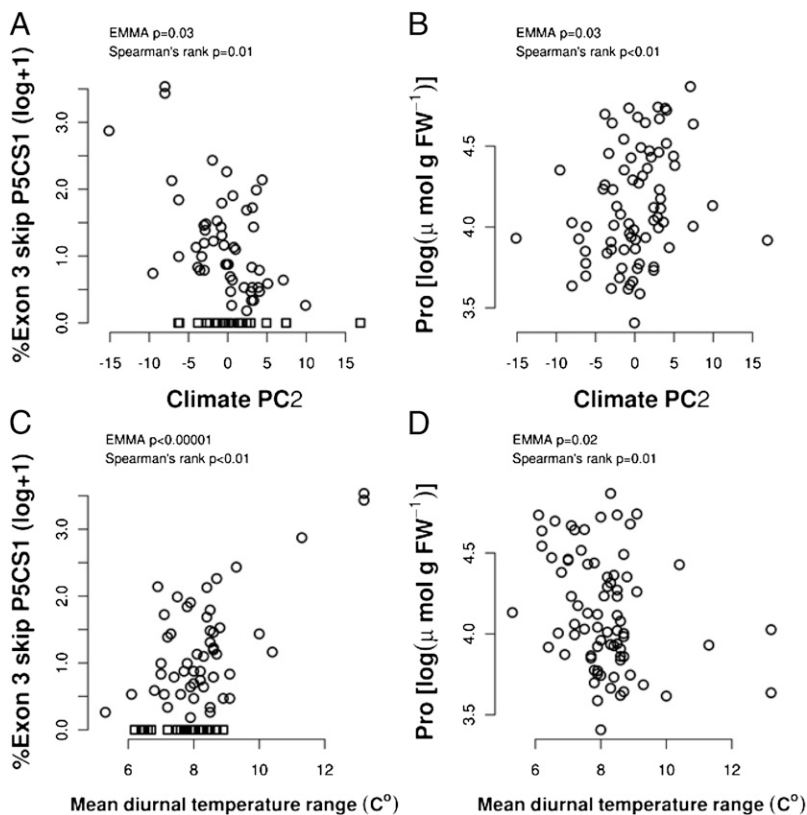 A
EMMA p=0.03
Spearman's rank p=0.01
%Exon 3 skip P5CS1 (log+1)
3.0
2.0
1.0
0.0
-15 -10 -5 0 5 10 15
Climate PC2
B
EMMA p=0.03
Spearman's rank p<0.01
Pro [log(μ mol g FW⁻¹)]
4.5
4.0
3.5
-15 -10 -5 0 5 10 15
Climate PC2
C
EMMA p<0.00001
Spearman's rank p<0.01
%Exon 3 skip P5CS1 (log+1)
3.0
2.0
1.0
0.0
6 8 10 12
Mean diurnal temperature range (C°)
D
EMMA p=0.02
Spearman's rank p=0.01
Pro [log(μ mol g FW⁻¹)]
4.5
4.0
3.5
6 8 10 12
Mean diurnal temperature range (C°)